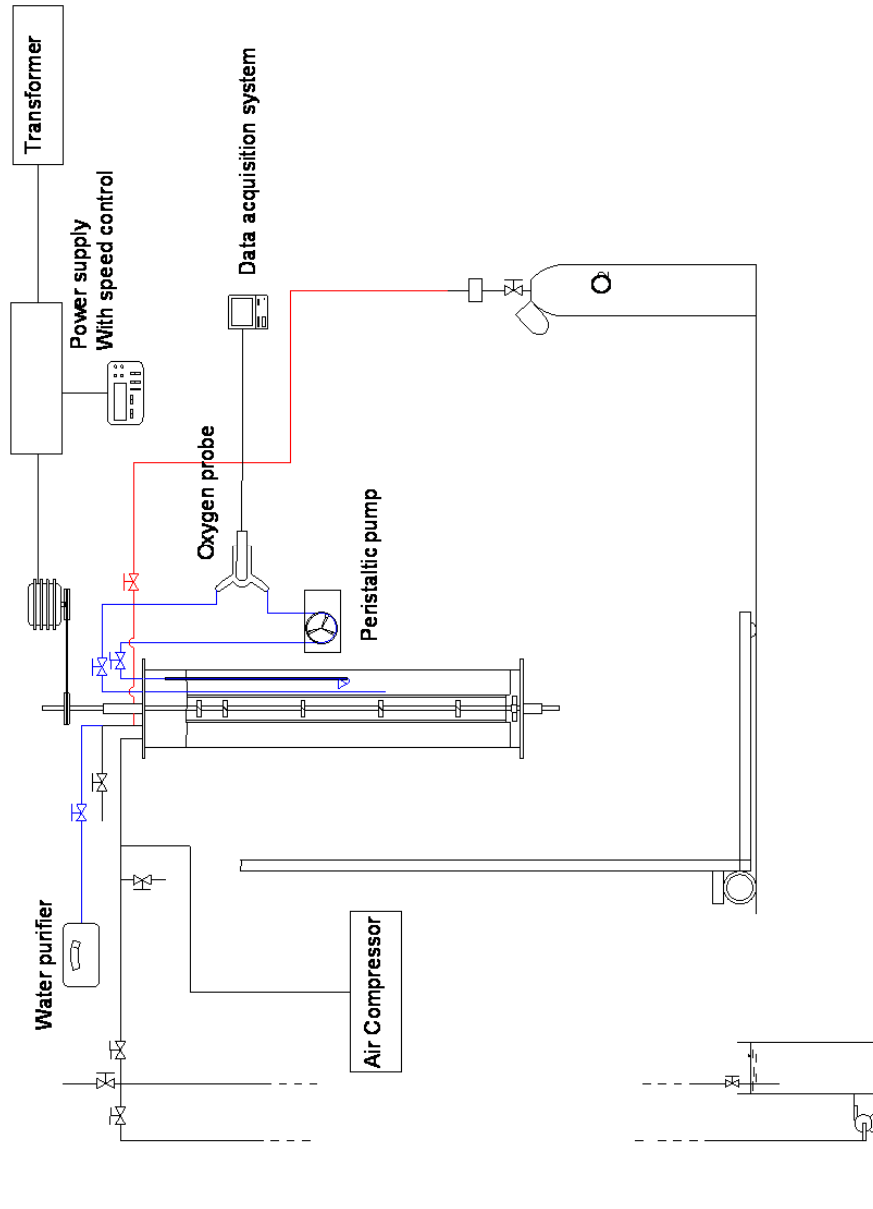 Transformer
Power supply
With speed control
Data acquisition system
Oxygen probe
Peristaltic pump
O2
Water purifier
Air Compressor